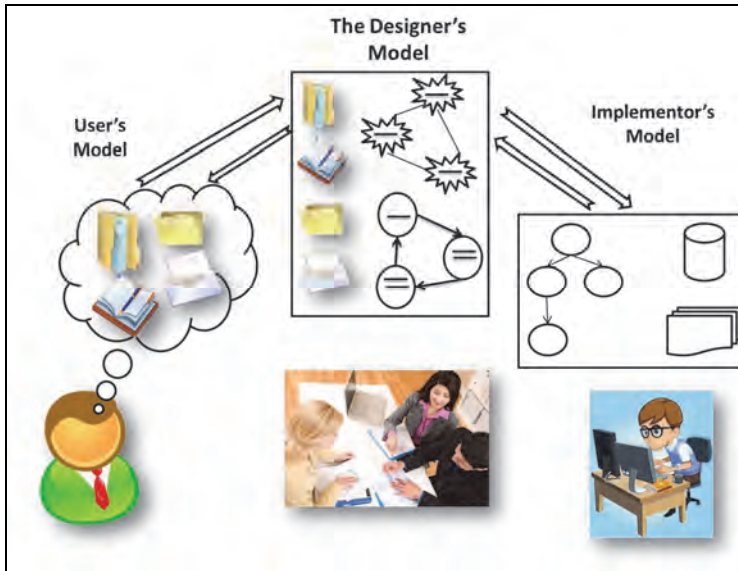 The Designer's
Model
User's
Model
Implementor's
Model